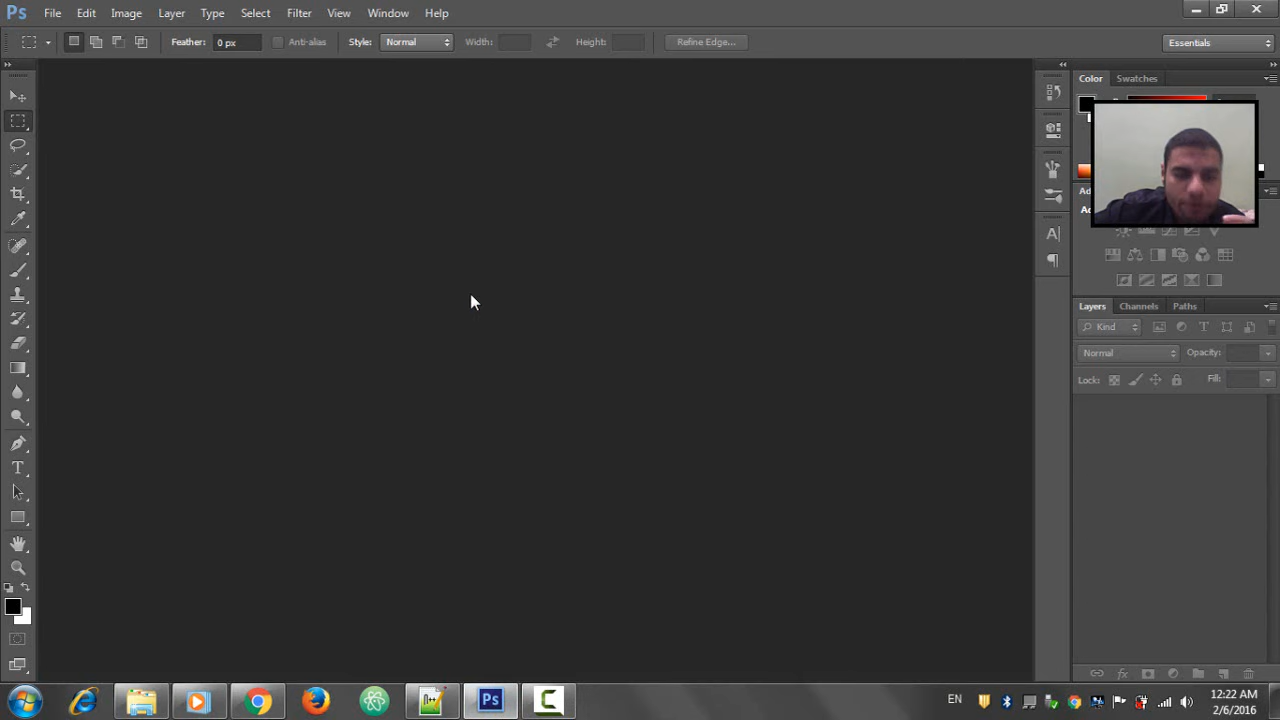 Ps File Edit Image Layer Type Select Filter View Window Help
Feather: 0 px Anti-alias Style: Normal Width: Height: Refine Edge... Essentials
Color Swatches
Layers Channels Paths
Kind T
Normal Opacity:
Lock: Fill:
A
T
fx
n++ Ps C EN 12:22 AM
2/6/2016